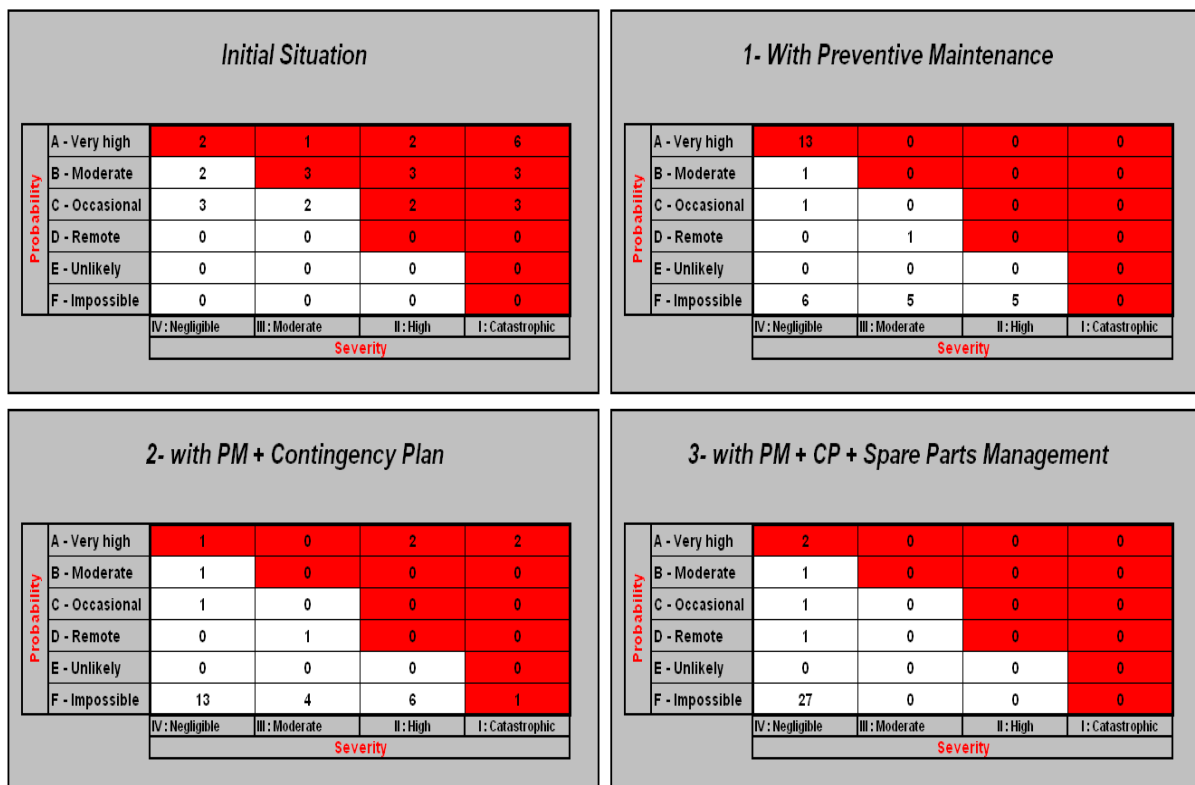 Initial Situation
Probability
A - Very high 2 1 2 6
B - Moderate 2 3 3 3
C - Occasional 3 2 2 3
D - Remote 0 0 0 0
E - Unlikely 0 0 0 0
F - Impossible 0 0 0 0
IV : Negligible III : Moderate II : High I : Catastrophic
Severity
1- With Preventive Maintenance
Probability
A - Very high 13 0 0 0
B - Moderate 1 0 0 0
C - Occasional 1 0 0 0
D - Remote 0 1 0 0
E - Unlikely 0 0 0 0
F - Impossible 6 5 5 0
IV : Negligible III : Moderate II : High I : Catastrophic
Severity
2- with PM + Contingency Plan
Probability
A - Very high 1 0 2 2
B - Moderate 1 0 0 0
C - Occasional 1 0 0 0
D - Remote 0 1 0 0
E - Unlikely 0 0 0 0
F - Impossible 13 4 6 1
IV : Negligible III : Moderate II : High I : Catastrophic
Severity
3- with PM + CP + Spare Parts Management
Probability
A - Very high 2 0 0 0
B - Moderate 1 0 0 0
C - Occasional 1 0 0 0
D - Remote 1 0 0 0
E - Unlikely 0 0 0 0
F - Impossible 27 0 0 0
IV : Negligible III : Moderate II : High I : Catastrophic
Severity